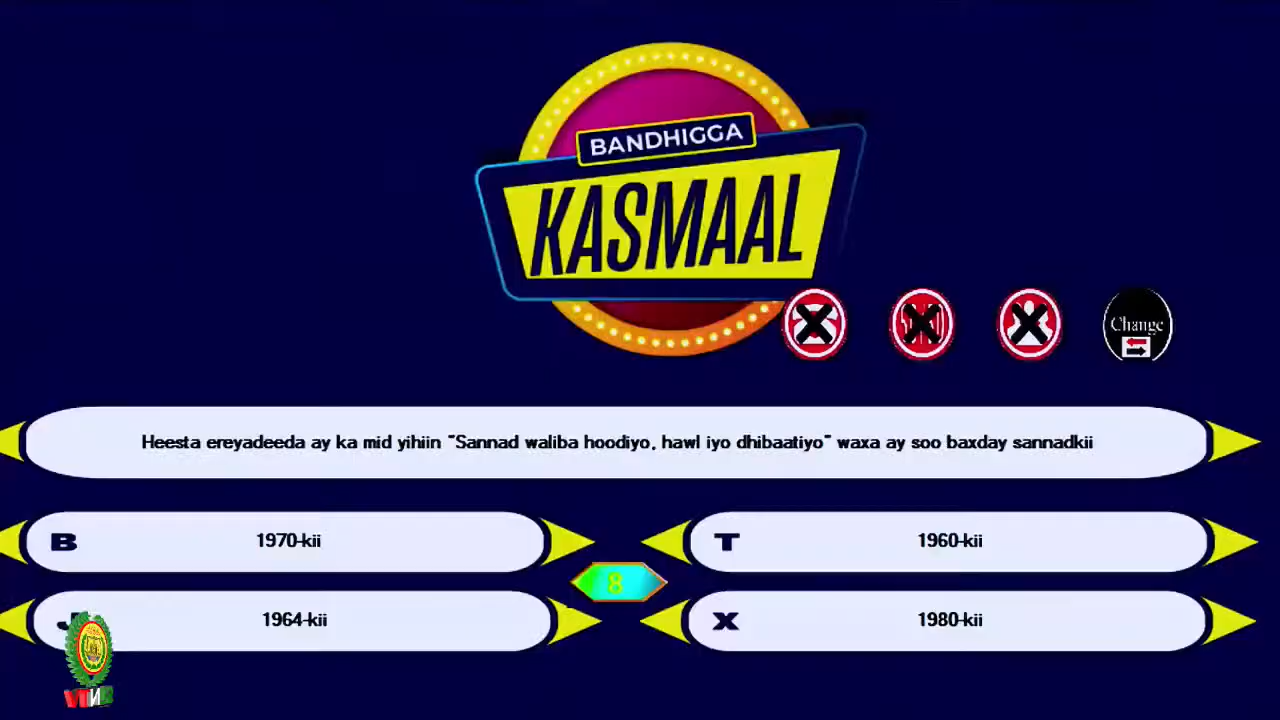 BANDHIGGA
KASMAAL
Change
Heesta ereyadeeda ay ka mid yihiin "Sannad waliba hoodiyo, hawl iyo dhibaatiyo" waxa ay soo baxday sannadkii
B 1970-kii
T 1960-kii
8
J 1964-kii
X 1980-kii